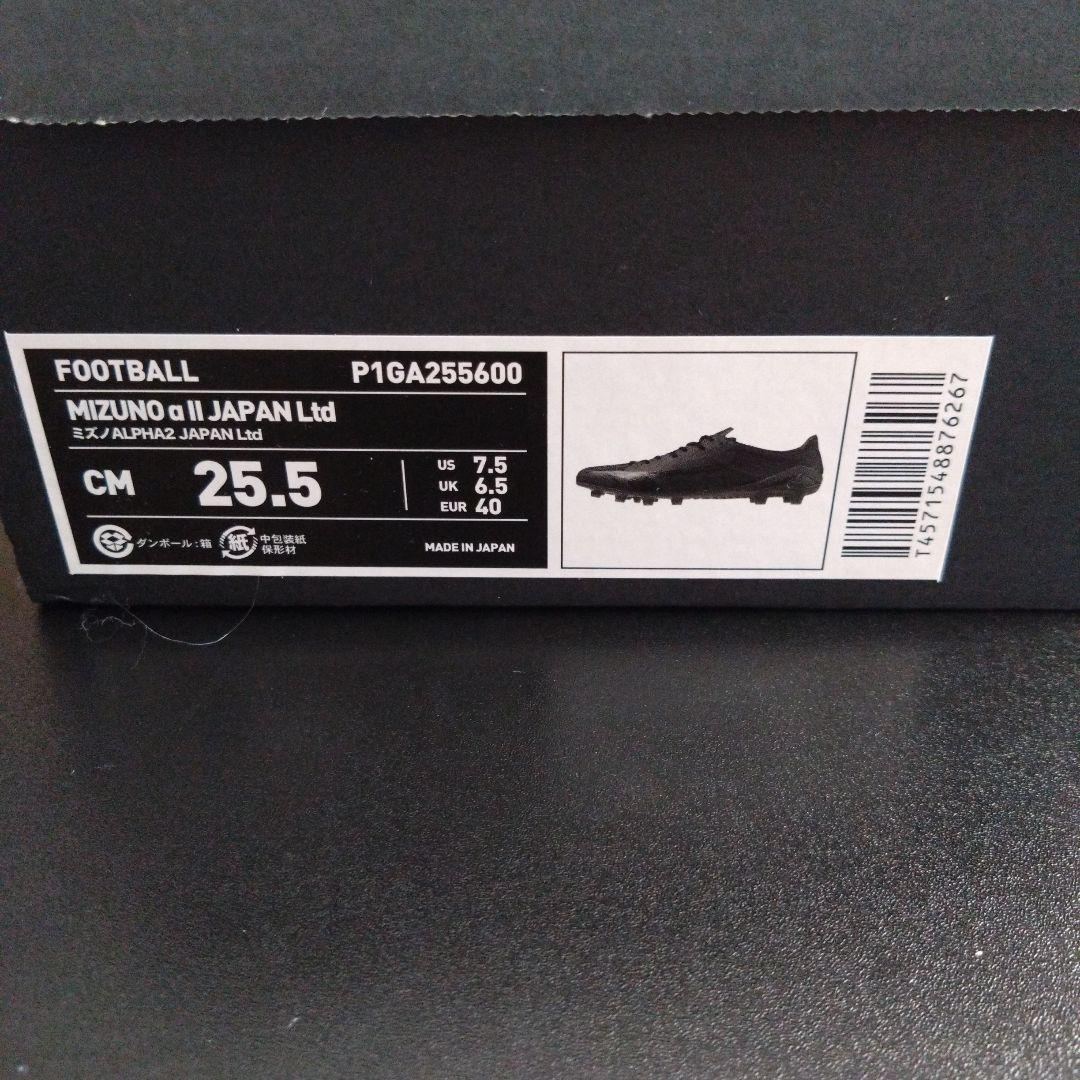 FOOTBALL P1GA255600
MIZUNO α II JAPAN Ltd
ミズノALPHA2 JAPAN Ltd
CM 25.5
US 7.5
UK 6.5
EUR 40
ダンボール:箱
紙
中包装紙
保形材
MADE IN JAPAN
T4571548876267